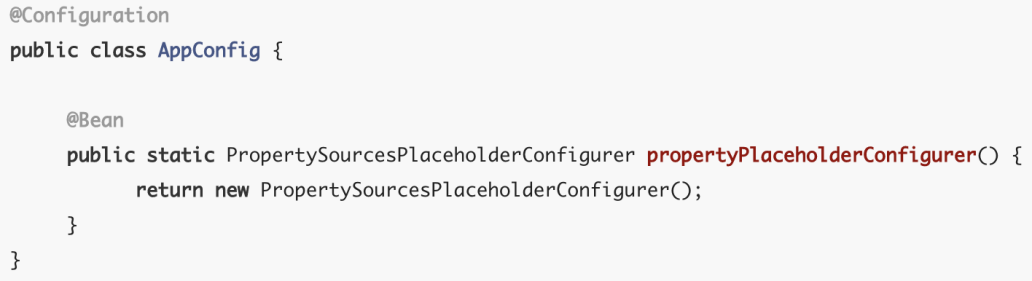 @Configuration
public class AppConfig {
@Bean
public static PropertySourcesPlaceholderConfigurer propertyPlaceholderConfigurer() {
return new PropertySourcesPlaceholderConfigurer();
}
}